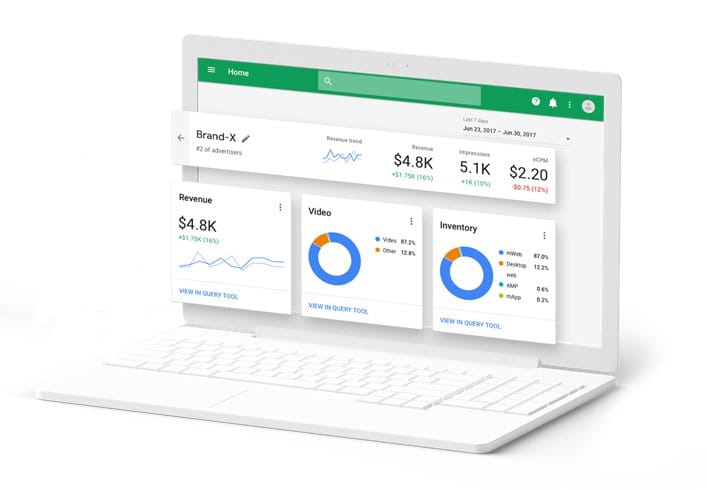 Home
Last 7 days
Jun 23, 2017 – Jun 30, 2017
Brand-X
#2 of advertisers
Revenue trend
Revenue
$4.8K
+$1.75K (16%)
Impressions
5.1K
+1K (10%)
eCPM
$2.20
-$0.75 (12%)
Revenue
$4.8K
+$1.75K (16%)
VIEW IN QUERY TOOL
Video
Video 87.2%
Other 12.8%
VIEW IN QUERY TOOL
Inventory
mWeb 87.0%
Desktop 12.2%
web
AMP 0.6%
mApp 0.2%
VIEW IN QUERY TOOL